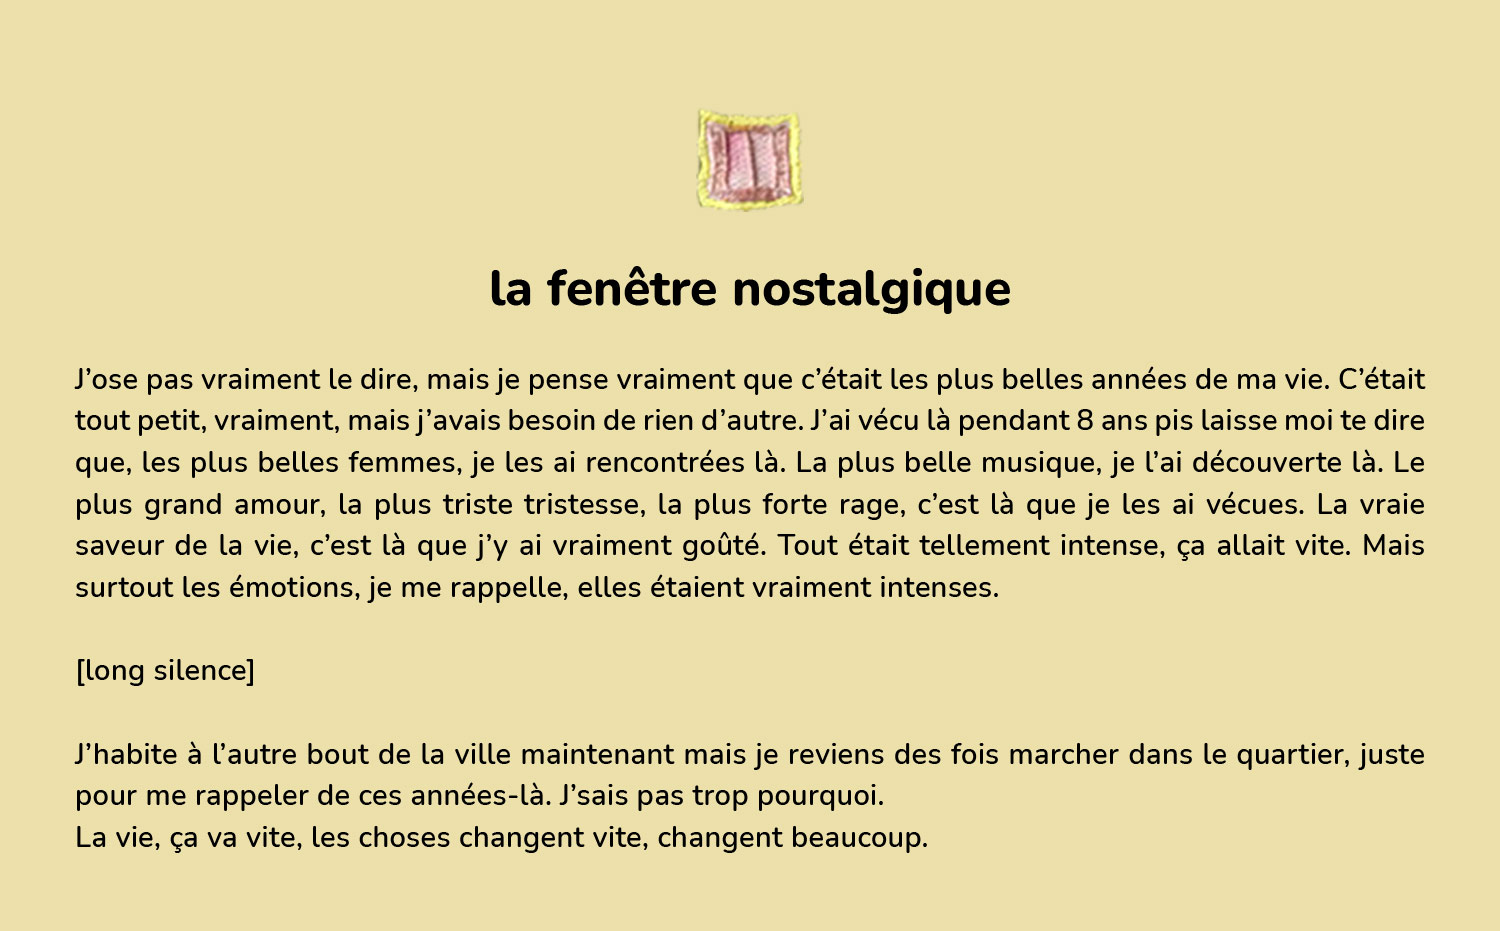 la fenêtre nostalgique
J’ose pas vraiment le dire, mais je pense vraiment que c’était les plus belles années de ma vie. C’était
tout petit, vraiment, mais j’avais besoin de rien d’autre. J’ai vécu là pendant 8 ans pis laisse moi te dire
que, les plus belles femmes, je les ai rencontrées là. La plus belle musique, je l’ai découverte là. Le
plus grand amour, la plus triste tristesse, la plus forte rage, c’est là que je les ai vécues. La vraie
saveur de la vie, c’est là que j’y ai vraiment goûté. Tout était tellement intense, ça allait vite. Mais
surtout les émotions, je me rappelle, elles étaient vraiment intenses.
[long silence]
J’habite à l’autre bout de la ville maintenant mais je reviens des fois marcher dans le quartier, juste
pour me rappeler de ces années-là. J’sais pas trop pourquoi.
La vie, ça va vite, les choses changent vite, changent beaucoup.